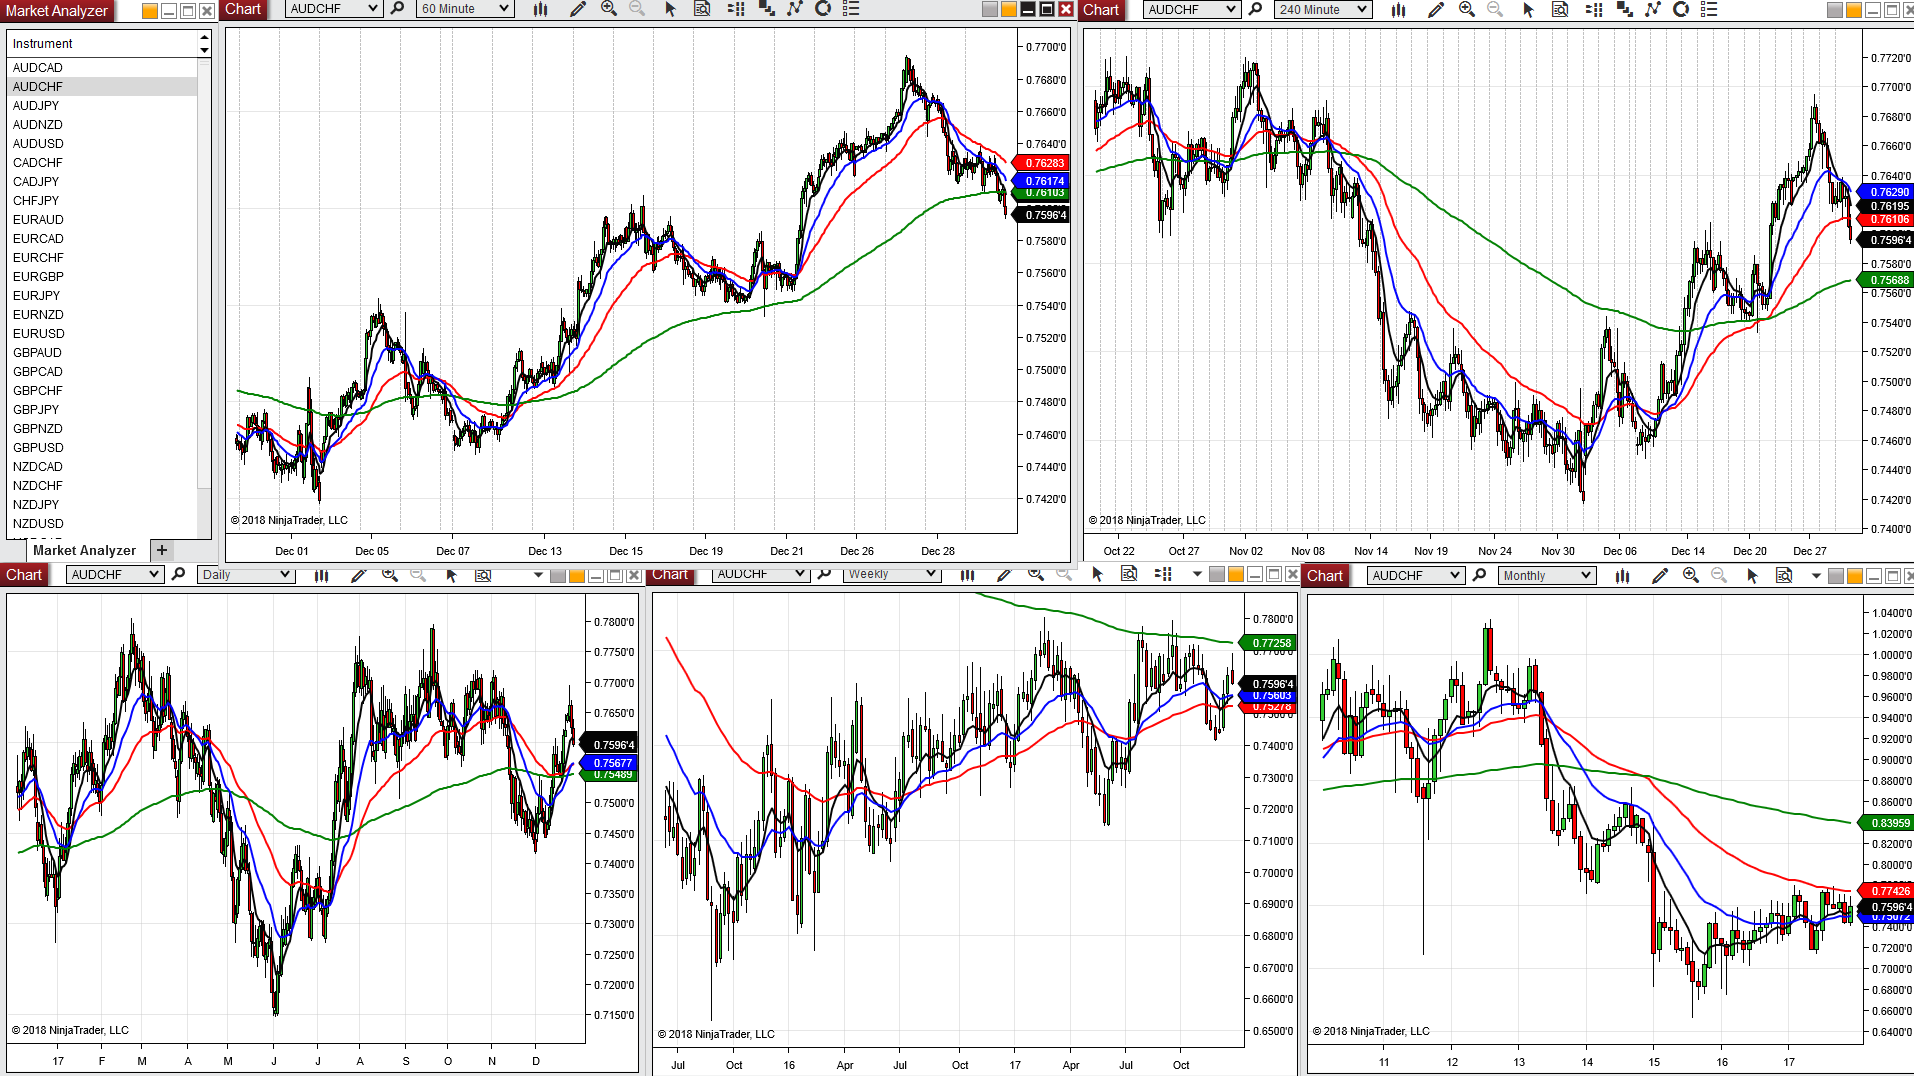 Market Analyzer
Instrument
AUDCAD
AUDCHF
AUDJPY
AUDNZD
AUDUSD
CADCHF
CADJPY
CHFJPY
EURAUD
EURCAD
EURCHF
EURGBP
EURJPY
EURNZD
EURUSD
GBPAUD
GBPCAD
GBPCHF
GBPJPY
GBPNZD
GBPUSD
NZDCAD
NZDCHF
NZDJPY
NZDUSD
Market Analyzer +
Chart AUDCHF 60 Minute
0.7700'0
0.7680'0
0.7660'0
0.7640'0
0.76283
0.76174
0.76103
0.7596'4
0.7580'0
0.7560'0
0.7540'0
0.7520'0
0.7500'0
0.7480'0
0.7460'0
0.7440'0
0.7420'0
© 2018 NinjaTrader, LLC
Dec 01 Dec 05 Dec 07 Dec 13 Dec 15 Dec 19 Dec 21 Dec 26 Dec 28
Chart AUDCHF 240 Minute
0.7720'0
0.7700'0
0.7680'0
0.7660'0
0.7640'0
0.76290
0.76195
0.76106
0.7596'4
0.7580'0
0.75688
0.7560'0
0.7540'0
0.7520'0
0.7500'0
0.7480'0
0.7460'0
0.7440'0
0.7420'0
0.7400'0
© 2018 NinjaTrader, LLC
Oct 22 Oct 27 Nov 02 Nov 08 Nov 14 Nov 19 Nov 24 Nov 30 Dec 06 Dec 14 Dec 20 Dec 27
Chart AUDCHF Daily
0.7800'0
0.7750'0
0.7700'0
0.7650'0
0.7596'4
0.75677
0.75489
0.7500'0
0.7450'0
0.7400'0
0.7350'0
0.7300'0
0.7250'0
0.7200'0
0.7150'0
© 2018 NinjaTrader, LLC
17 F M A M J J A S O N D
Chart AUDCHF Weekly
0.7800'0
0.77258
0.7596'4
0.75603
0.75278
0.7400'0
0.7300'0
0.7200'0
0.7100'0
0.7000'0
0.6900'0
0.6800'0
0.6700'0
0.6600'0
0.6500'0
© 2018 NinjaTrader, LLC
Jul Oct 16 Apr Jul Oct 17 Apr Jul Oct
Chart AUDCHF Monthly
1.0400'0
1.0200'0
1.0000'0
0.9800'0
0.9600'0
0.9400'0
0.9200'0
0.9000'0
0.8800'0
0.8600'0
0.83959
0.8200'0
0.8000'0
0.77426
0.7596'4
0.7400'0
0.7200'0
0.7000'0
0.6800'0
0.6600'0
0.6400'0
© 2018 NinjaTrader, LLC
11 12 13 14 15 16 17